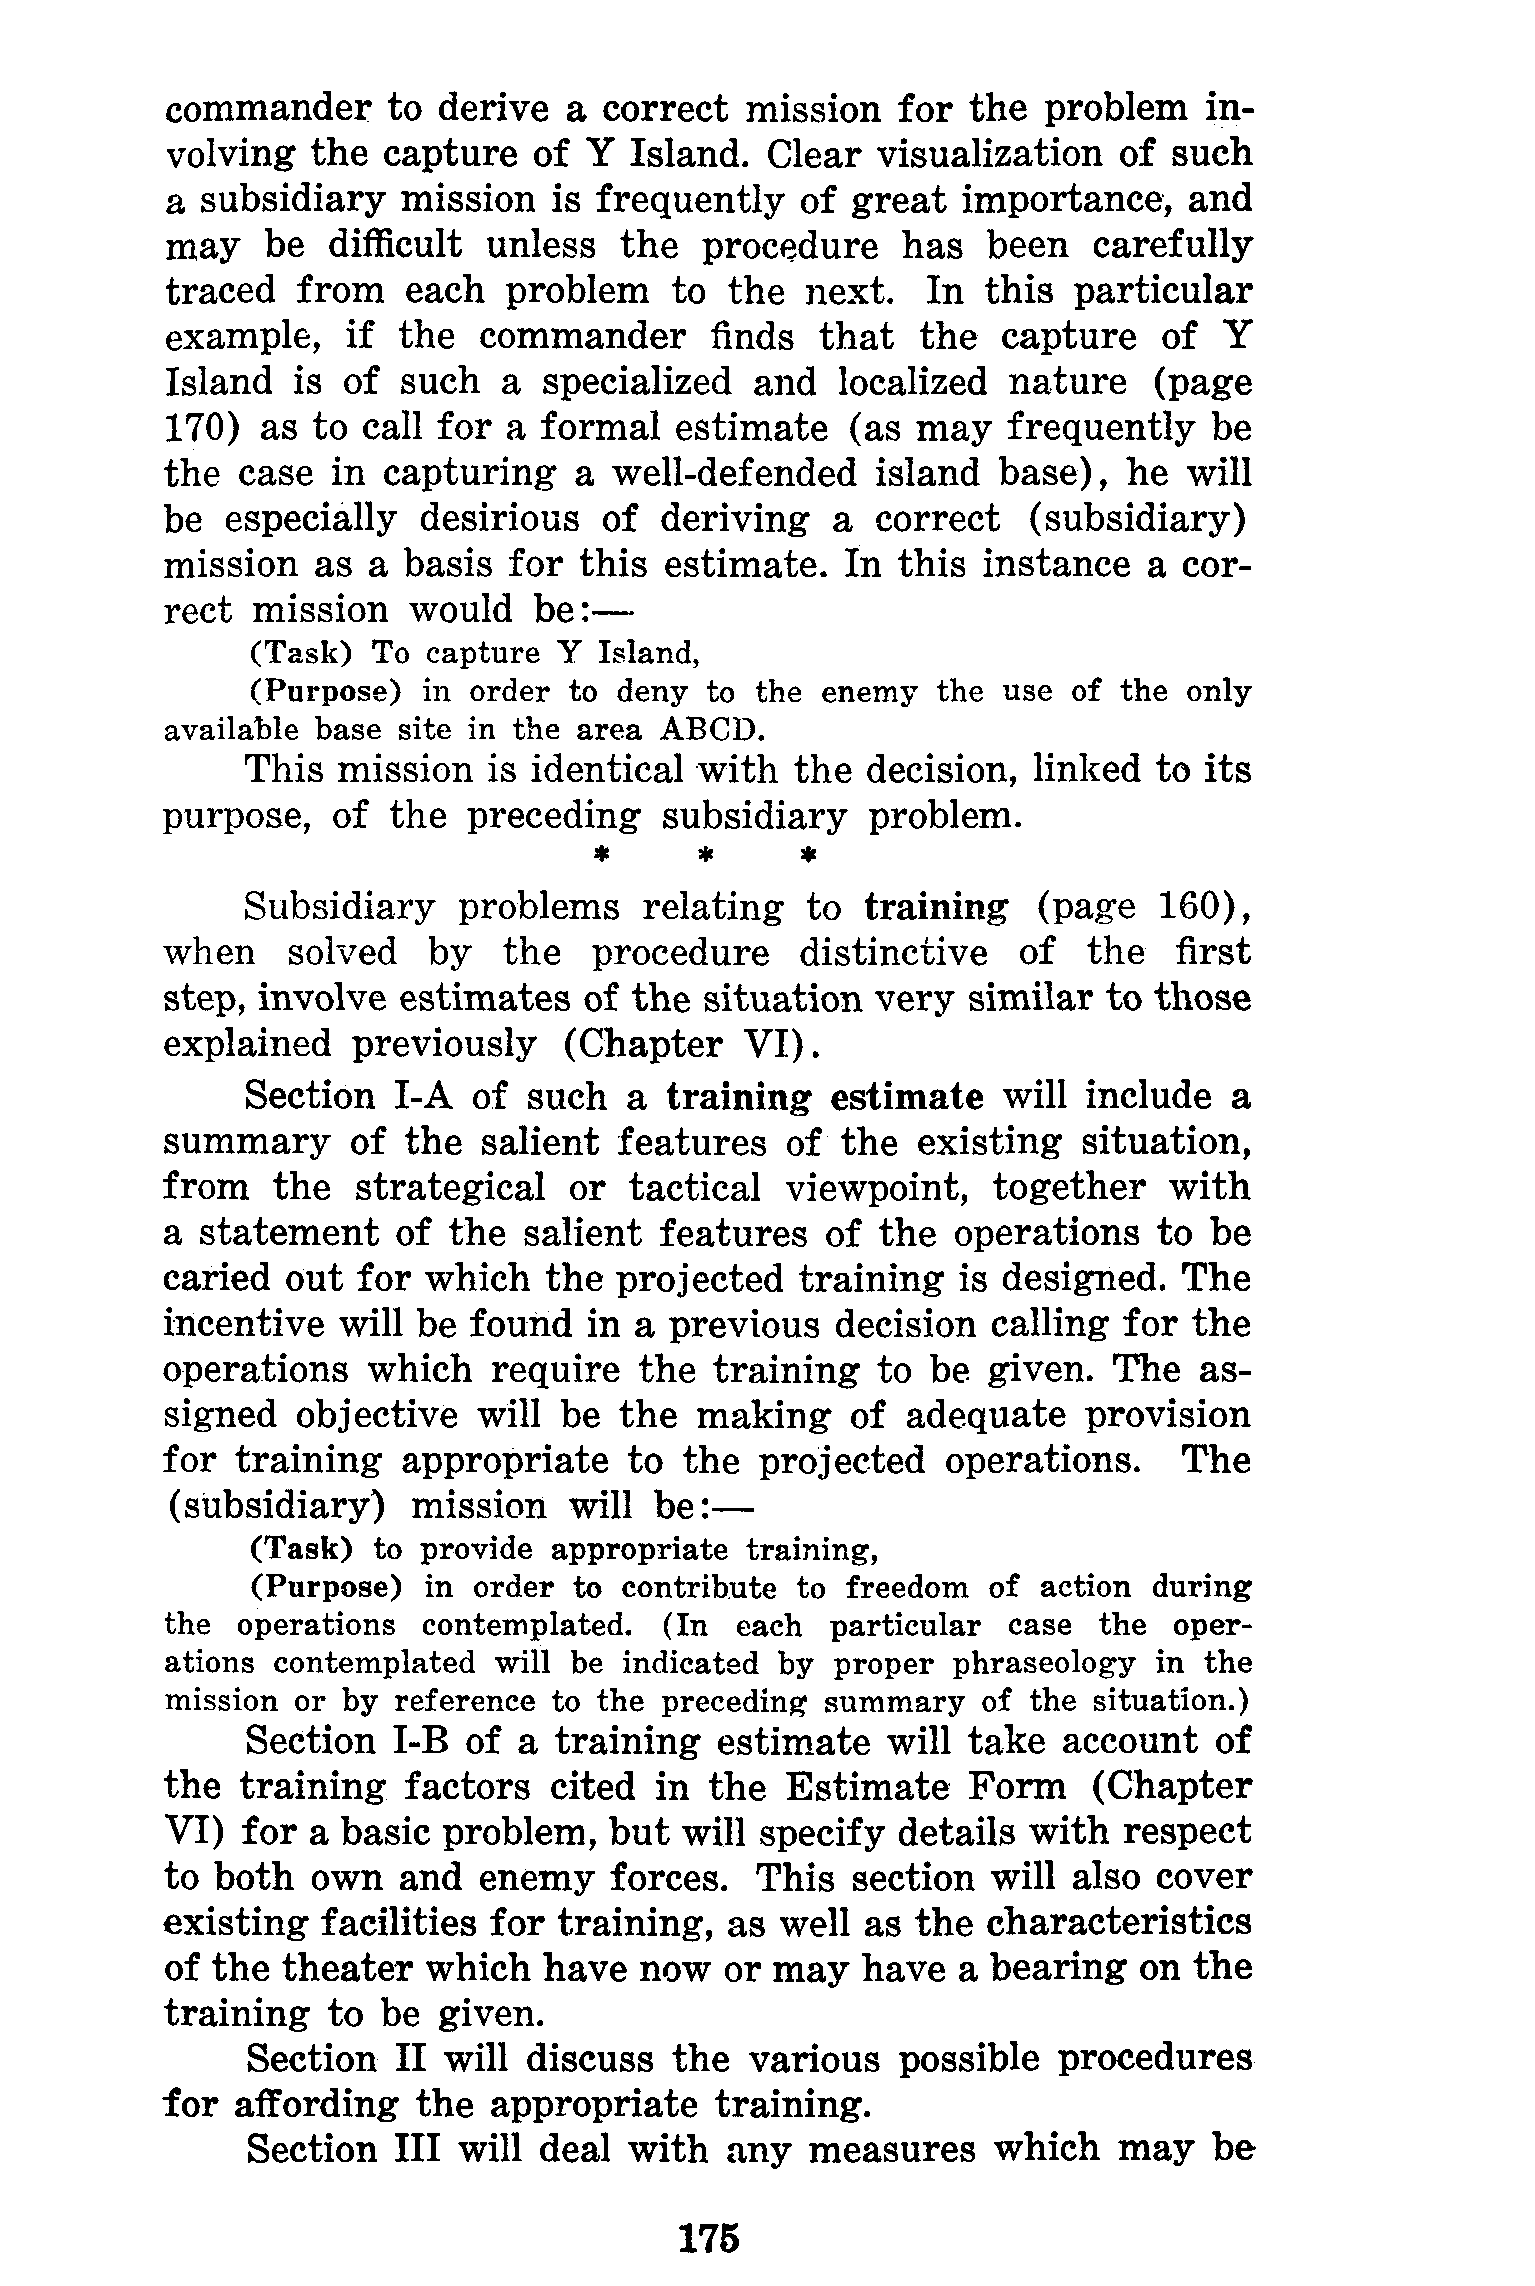 commander to derive a correct mission for the problem in-
volving the capture of Y Island. Clear visualization of such
a subsidiary mission is frequently of great importance, and
may be difficult unless the procedure has been carefully
traced from each problem to the next. In this particular
example, if the commander finds that the capture of Y
Island is of such a specialized and localized nature (page
170) as to call for a formal estimate (as may frequently be
the case in capturing a well-defended island base), he will
be especially desirious of deriving a correct (subsidiary)
mission as a basis for this estimate. In this instance a cor-
rect mission would be:—
(Task) To capture Y Island,
(Purpose) in order to deny to the enemy the use of the only
available base site in the area ABCD.
This mission is identical with the decision, linked to its
purpose, of the preceding subsidiary problem.
* * *
Subsidiary problems relating to training (page 160),
when solved by the procedure distinctive of the first
step, involve estimates of the situation very similar to those
explained previously (Chapter VI).
Section I-A of such a training estimate will include a
summary of the salient features of the existing situation,
from the strategical or tactical viewpoint, together with
a statement of the salient features of the operations to be
caried out for which the projected training is designed. The
incentive will be found in a previous decision calling for the
operations which require the training to be given. The as-
signed objective will be the making of adequate provision
for training appropriate to the projected operations. The
(subsidiary) mission will be:—
(Task) to provide appropriate training,
(Purpose) in order to contribute to freedom of action during
the operations contemplated. (In each particular case the oper-
ations contemplated will be indicated by proper phraseology in the
mission or by reference to the preceding summary of the situation.)
Section I-B of a training estimate will take account of
the training factors cited in the Estimate Form (Chapter
VI) for a basic problem, but will specify details with respect
to both own and enemy forces. This section will also cover
existing facilities for training, as well as the characteristics
of the theater which have now or may have a bearing on the
training to be given.
Section II will discuss the various possible procedures
for affording the appropriate training.
Section III will deal with any measures which may be
175